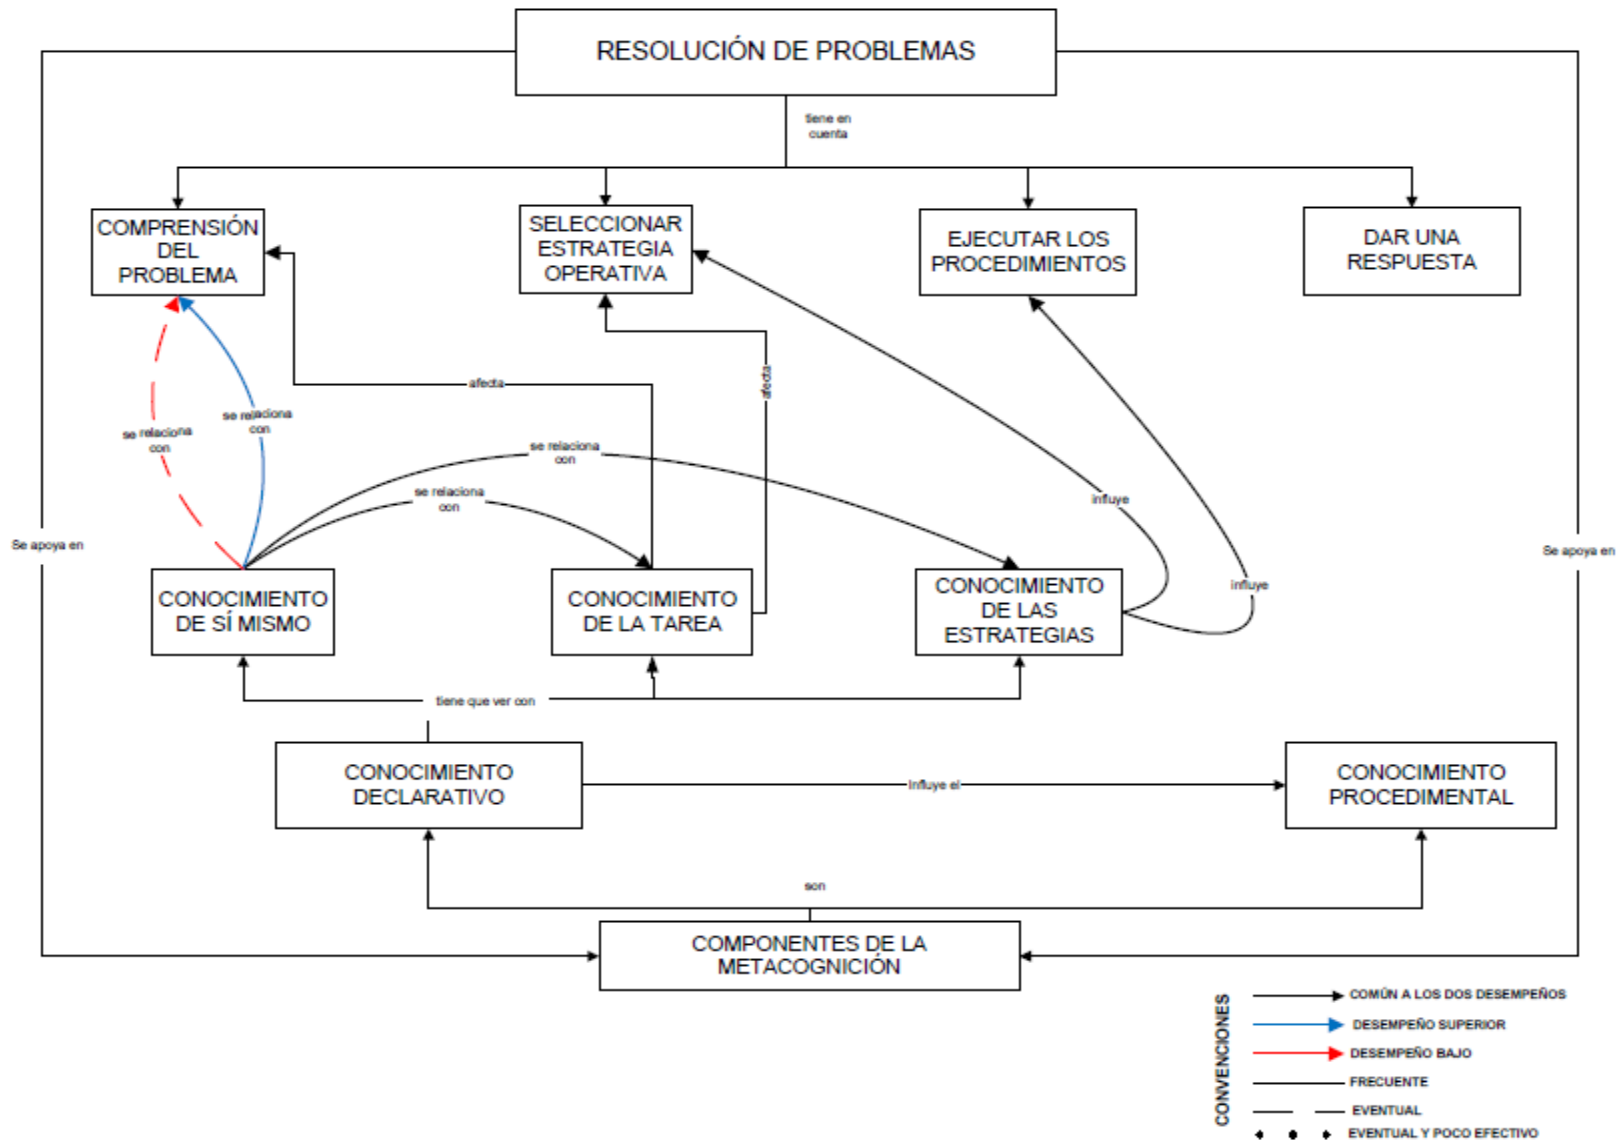 RESOLUCIÓN DE PROBLEMAS
tiene en
cuenta
COMPRENSIÓN
DEL
PROBLEMA
SELECCIONAR
ESTRATEGIA
OPERATIVA
EJECUTAR LOS
PROCEDIMIENTOS
DAR UNA
RESPUESTA
afecta
afecta
se relaciona
con
se relaciona
con
se relaciona
con
se relaciona
con
influye
influye
Se apoya en
Se apoya en
CONOCIMIENTO
DE SÍ MISMO
CONOCIMIENTO
DE LA TAREA
CONOCIMIENTO
DE LAS
ESTRATEGIAS
tiene que ver con
CONOCIMIENTO
DECLARATIVO
Influye el
CONOCIMIENTO
PROCEDIMENTAL
son
COMPONENTES DE LA
METACOGNICIÓN
CONVENCIONES
COMÚN A LOS DOS DESEMPEÑOS
DESEMPEÑO SUPERIOR
DESEMPEÑO BAJO
FRECUENTE
EVENTUAL
EVENTUAL Y POCO EFECTIVO